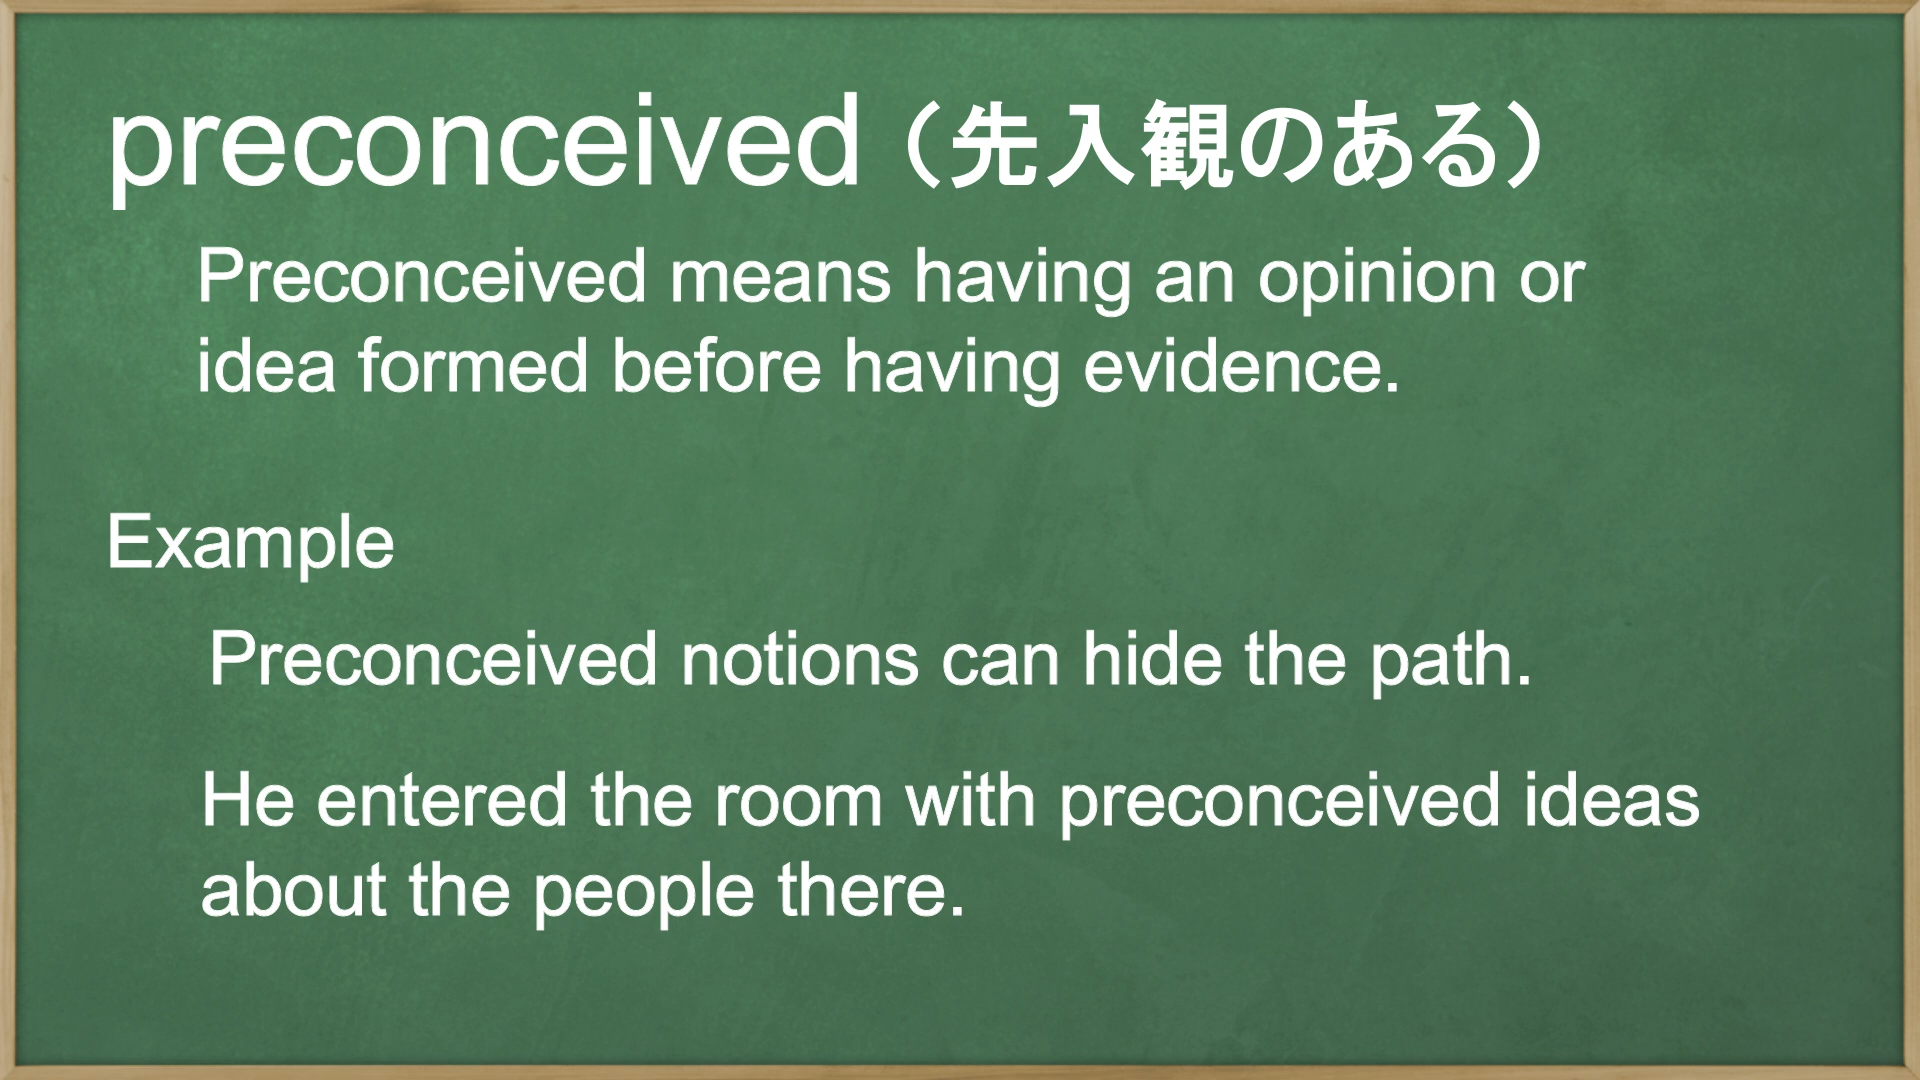 preconceived（先入観のある）
Preconceived means having an opinion or
idea formed before having evidence.
Example
Preconceived notions can hide the path.
He entered the room with preconceived ideas
about the people there.